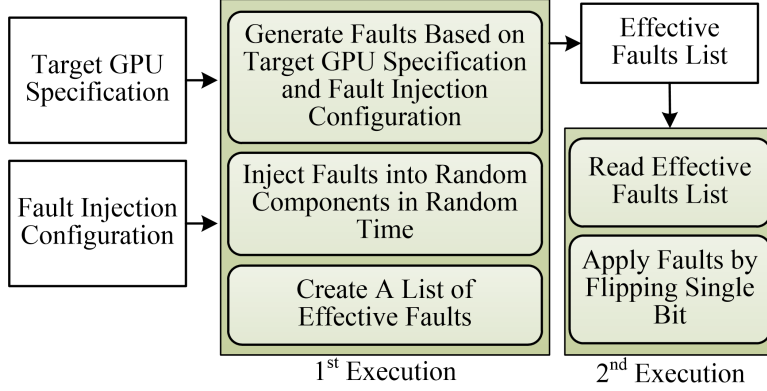 Target GPU
Specification
Fault Injection
Configuration
Generate Faults Based on
Target GPU Specification
and Fault Injection
Configuration
Inject Faults into Random
Components in Random
Time
Create A List of
Effective Faults
1st Execution
Effective
Faults List
Read Effective
Faults List
Apply Faults by
Flipping Single
Bit
2nd Execution